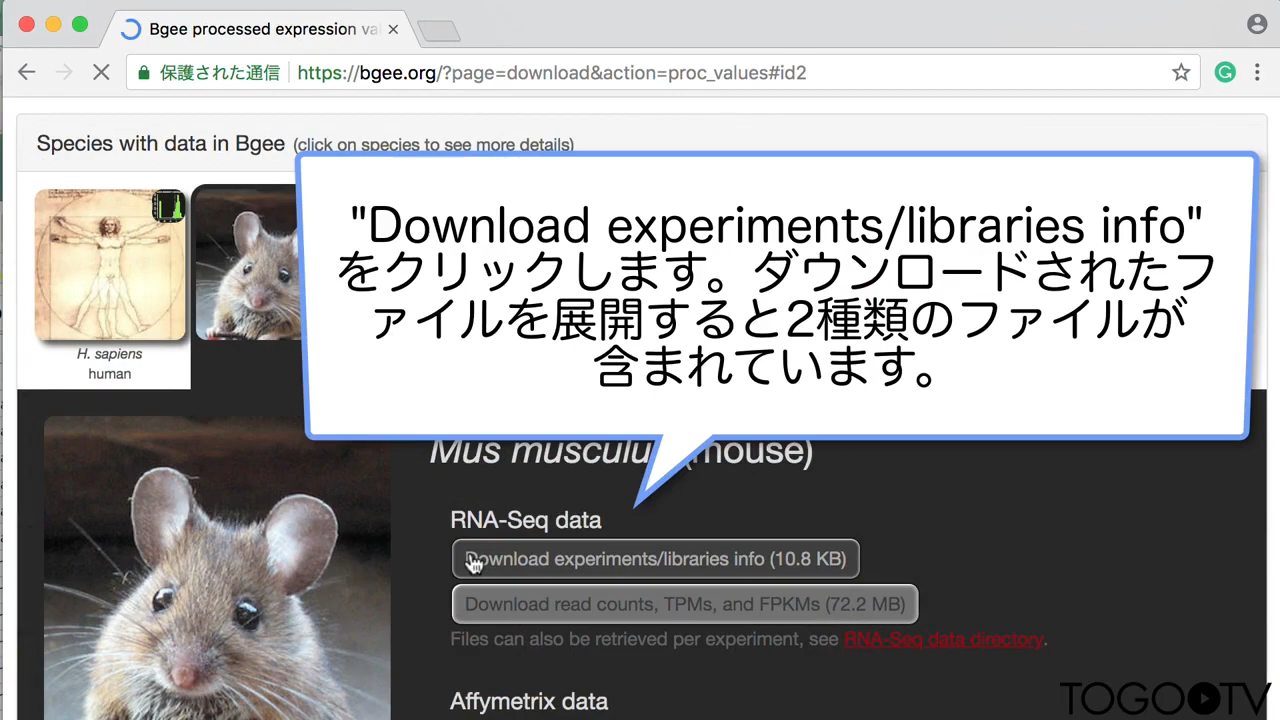 Bgee processed expression va
保護された通信
https://bgee.org/?page=download&action=proc_values#id2
Species with data in Bgee (click on species to see more details)
"Download experiments/libraries info"
をクリックします。ダウンロードされたフ
ァイルを展開すると2種類のファイルが
含まれています。
H. sapiens
human
Mus musculu (mouse)
RNA-Seq data
Download experiments/libraries info (10.8 KB)
Download read counts, TPMs, and FPKMs (72.2 MB)
Files can also be retrieved per experiment, see RNA-Seq data directory.
Affymetrix data
TOGOTV